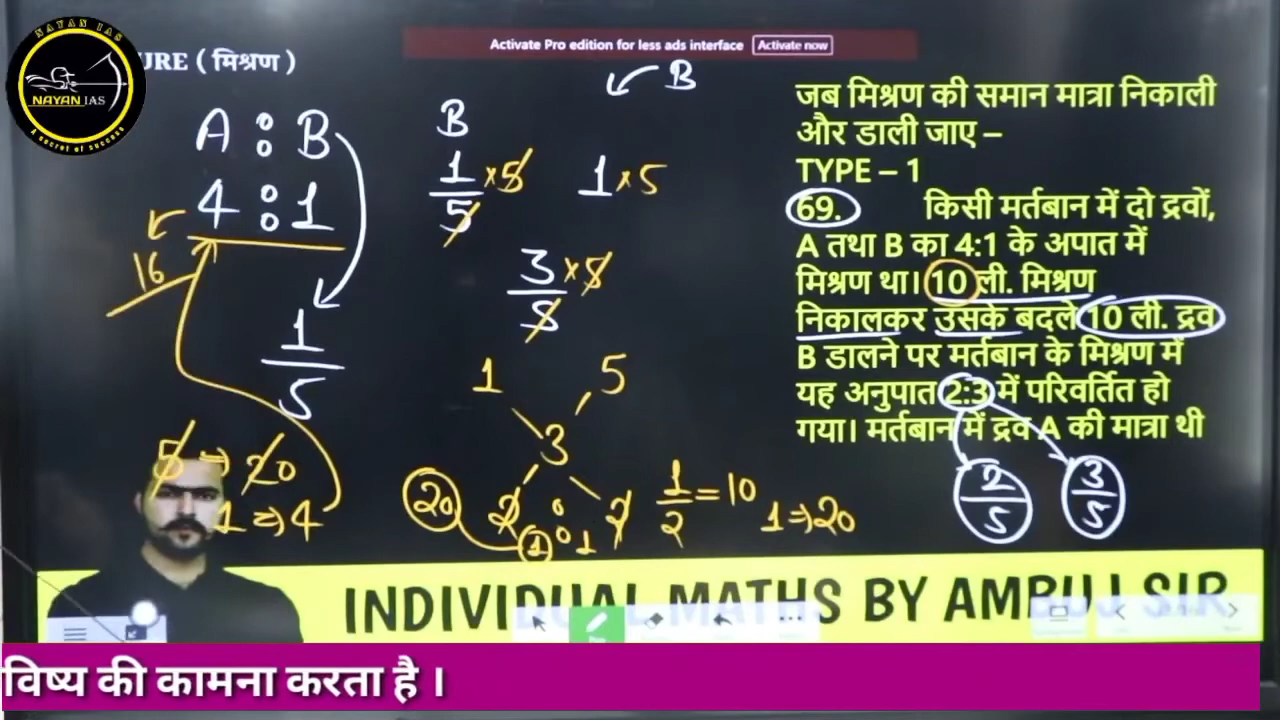 NAYAN IAS
NAYAN IAS
A secret of success
URE ( मिश्रण )
Activate Pro edition for less ads interface Activate now
A : B
4 : 1
16
1/5
5 ⇒ 20
1 ⇒ 4
B
B
1/5 ×5 1 ×5
3/5 ×5
1 5
3
2 : 2
20 1 : 1
1/2 = 10
1 ⇒ 20
जब मिश्रण की समान मात्रा निकाली
और डाली जाए –
TYPE – 1
69. किसी मर्तबान में दो द्रवों,
A तथा B का 4:1 के अपात में
मिश्रण था। 10 ली. मिश्रण
निकालकर उसके बदले 10 ली. द्रव
B डालने पर मर्तबान के मिश्रण में
यह अनुपात 2:3 में परिवर्तित हो
गया। मर्तबान में द्रव A की मात्रा थी
2/5 3/5
INDIVIDUAL MATHS BY AMBUJ SIR
विष्य की कामना करता है ।